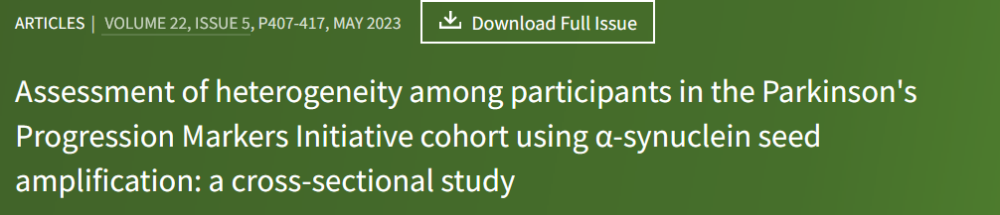 ARTICLES | VOLUME 22, ISSUE 5, P407-417, MAY 2023 Download Full Issue
Assessment of heterogeneity among participants in the Parkinson's
Progression Markers Initiative cohort using α-synuclein seed
amplification: a cross-sectional study